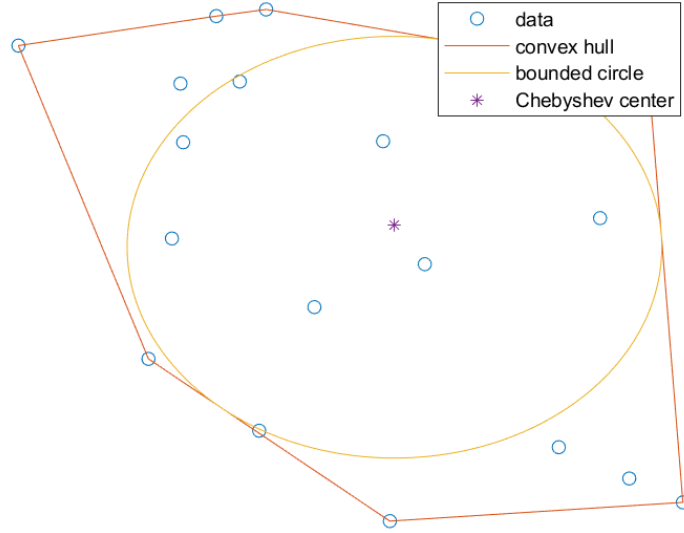 data
convex hull
bounded circle
Chebyshev center